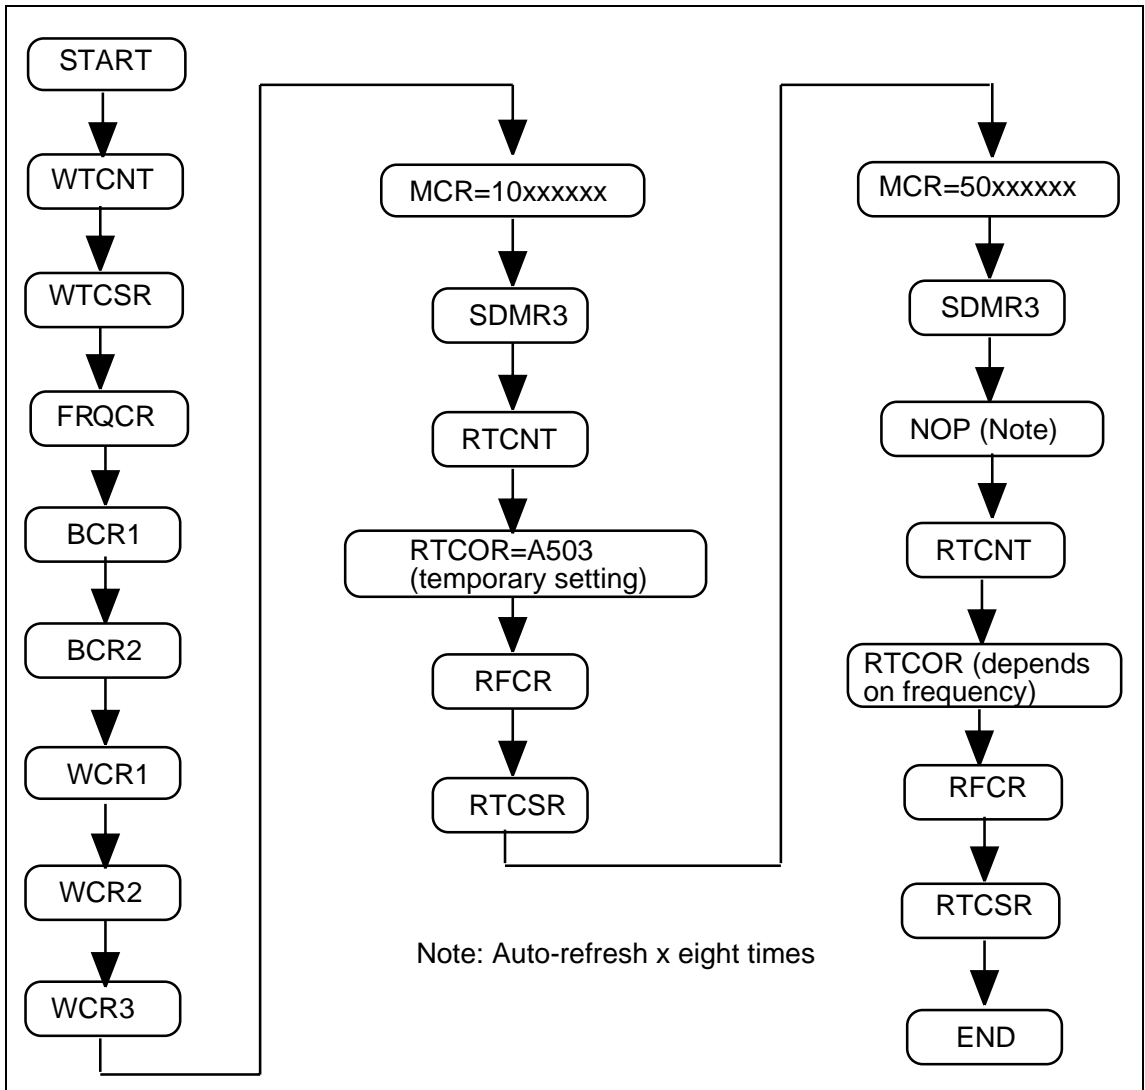 START
WTCNT
WTCSR
FRQCR
BCR1
BCR2
WCR1
WCR2
WCR3
MCR=10xxxxxx
SDMR3
RTCNT
RTCOR=A503
(temporary setting)
RFCR
RTCSR
MCR=50xxxxxx
SDMR3
NOP (Note)
RTCNT
RTCOR (depends
on frequency)
RFCR
RTCSR
END
Note: Auto-refresh x eight times